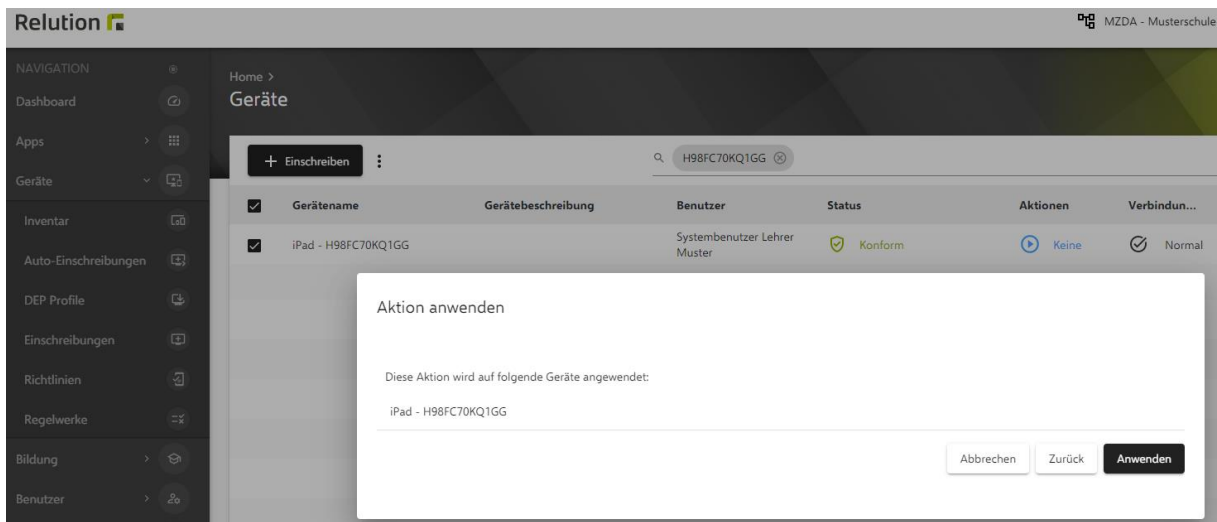 Relution
MZDA - Musterschule
NAVIGATION
Dashboard
Apps
Geräte
Inventar
Auto-Einschreibungen
DEP Profile
Einschreibungen
Richtlinien
Regelwerke
Bildung
Benutzer
Home >
Geräte
+ Einschreiben
H98FC70KQ1GG
Gerätename Gerätebeschreibung Benutzer Status Aktionen Verbindun...
iPad - H98FC70KQ1GG Systembenutzer Lehrer Konform Keine Normal
Muster
Aktion anwenden
Diese Aktion wird auf folgende Geräte angewendet:
iPad - H98FC70KQ1GG
Abbrechen Zurück Anwenden